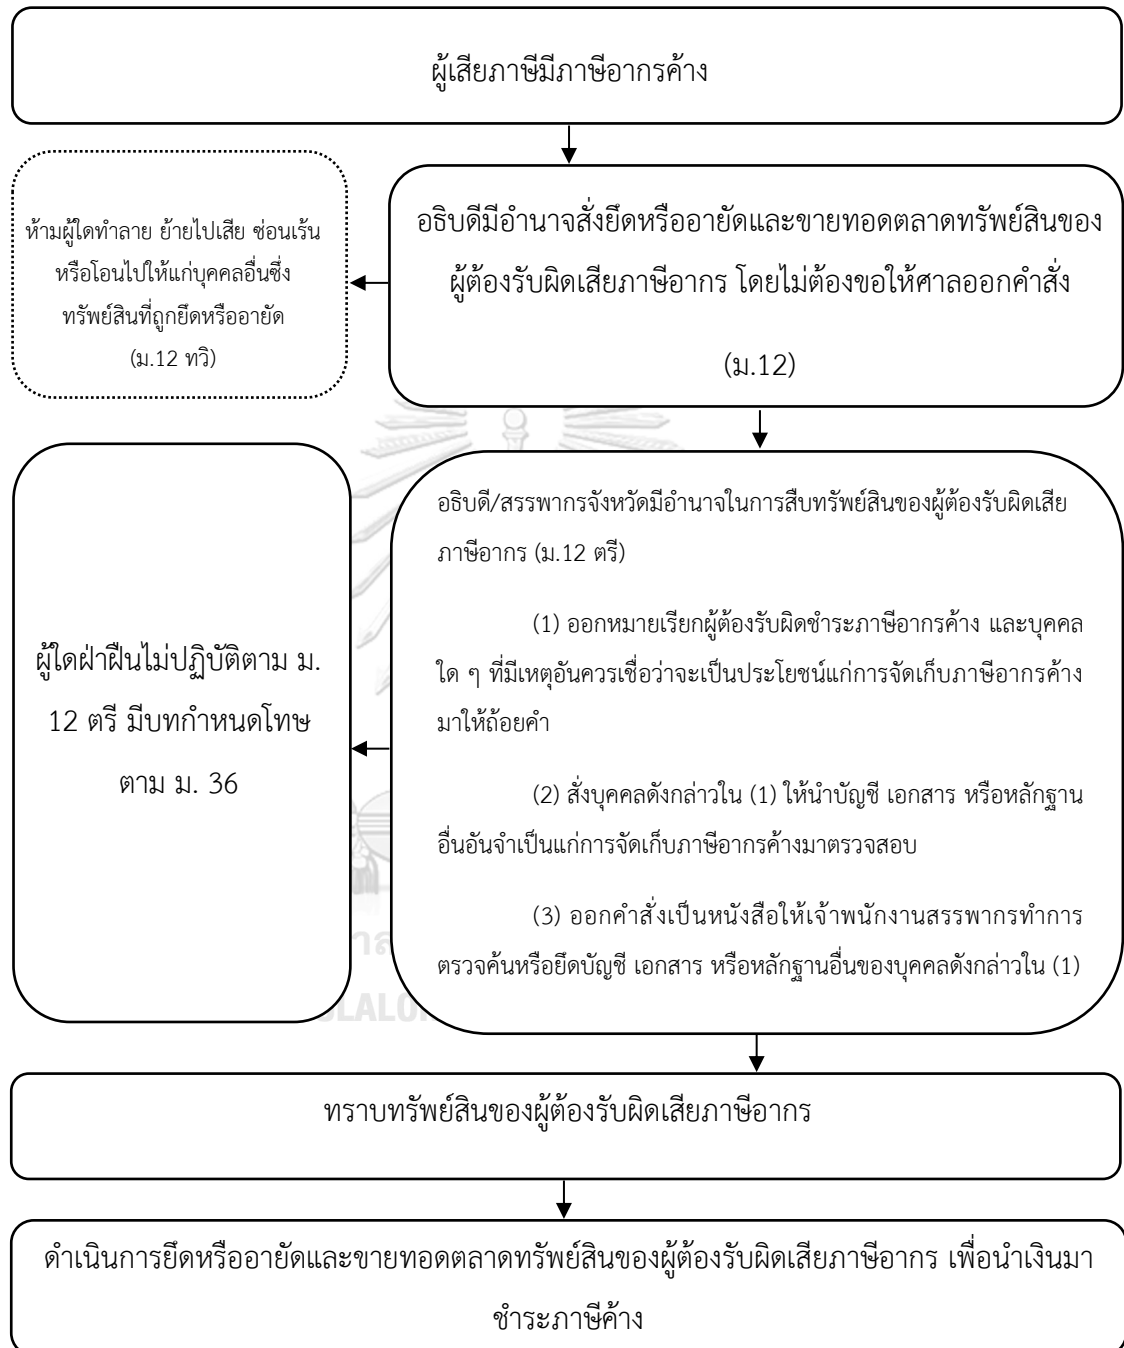 ผู้เสียภาษีมีภาษีอากรค้าง
อธิบดีมีอำนาจสั่งยึดหรืออายัดและขายทอดตลาดทรัพย์สินของ
ผู้ต้องรับผิดเสียภาษีอากร โดยไม่ต้องขอให้ศาลออกคำสั่ง
(ม.12)
ห้ามผู้ใดทำลาย ย้ายไปเสีย ซ่อนเร้น
หรือโอนไปให้แก่บุคคลอื่นซึ่ง
ทรัพย์สินที่ถูกยึดหรืออายัด
(ม.12 ทวิ)
อธิบดี/สรรพากรจังหวัดมีอำนาจในการสืบทรัพย์สินของผู้ต้องรับผิดเสีย
ภาษีอากร (ม.12 ตรี)
(1) ออกหมายเรียกผู้ต้องรับผิดชำระภาษีอากรค้าง และบุคคล
ใด ๆ ที่มีเหตุอันควรเชื่อว่าจะเป็นประโยชน์แก่การจัดเก็บภาษีอากรค้าง
มาให้ถ้อยคำ
(2) สั่งบุคคลดังกล่าวใน (1) ให้นำบัญชี เอกสาร หรือหลักฐาน
อื่นอันจำเป็นแก่การจัดเก็บภาษีอากรค้างมาตรวจสอบ
(3) ออกคำสั่งเป็นหนังสือให้เจ้าพนักงานสรรพากรทำการ
ตรวจค้นหรือยึดบัญชี เอกสาร หรือหลักฐานอื่นของบุคคลดังกล่าวใน (1)
ผู้ใดฝ่าฝืนไม่ปฏิบัติตาม ม.
12 ตรี มีบทกำหนดโทษ
ตาม ม. 36
ทราบทรัพย์สินของผู้ต้องรับผิดเสียภาษีอากร
ดำเนินการยึดหรืออายัดและขายทอดตลาดทรัพย์สินของผู้ต้องรับผิดเสียภาษีอากร เพื่อนำเงินมา
ชำระภาษีค้าง